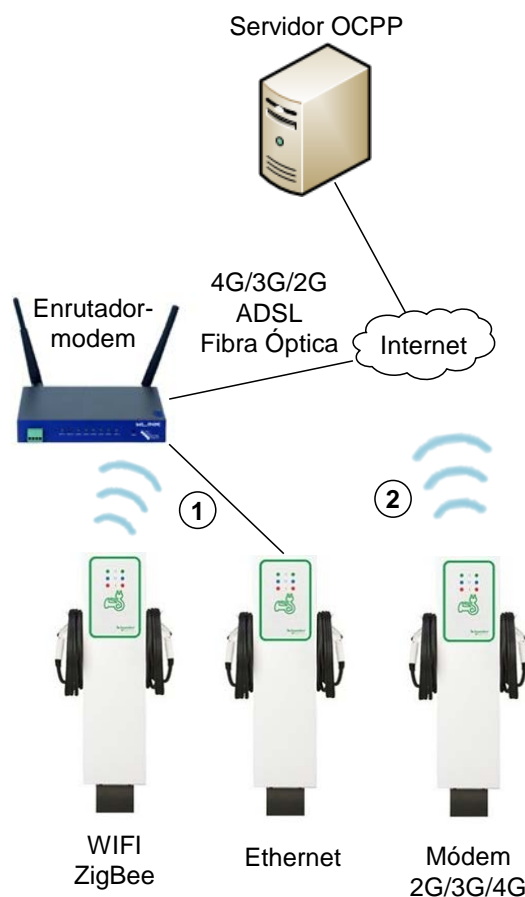 Servidor OCPP
4G/3G/2G
ADSL
Fibra Óptica
Enrutador-
modem
Internet
WLINK
1
2
WIFI
ZigBee
Ethernet
Módem
2G/3G/4G